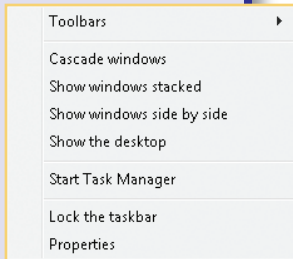 Toolbars
Cascade windows
Show windows stacked
Show windows side by side
Show the desktop
Start Task Manager
Lock the taskbar
Properties